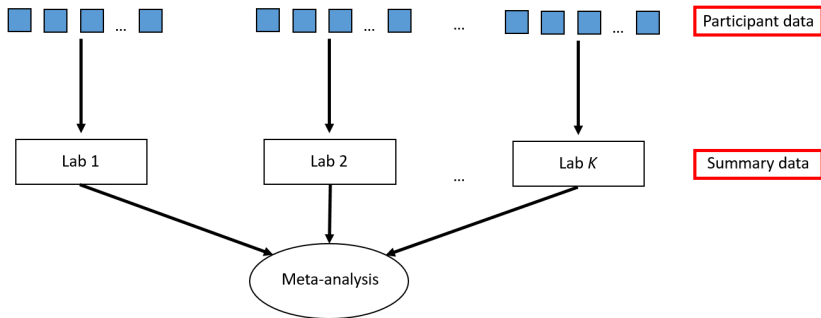 ... ... ... ... Participant data
Lab 1 Lab 2 ... Lab K Summary data
Meta-analysis